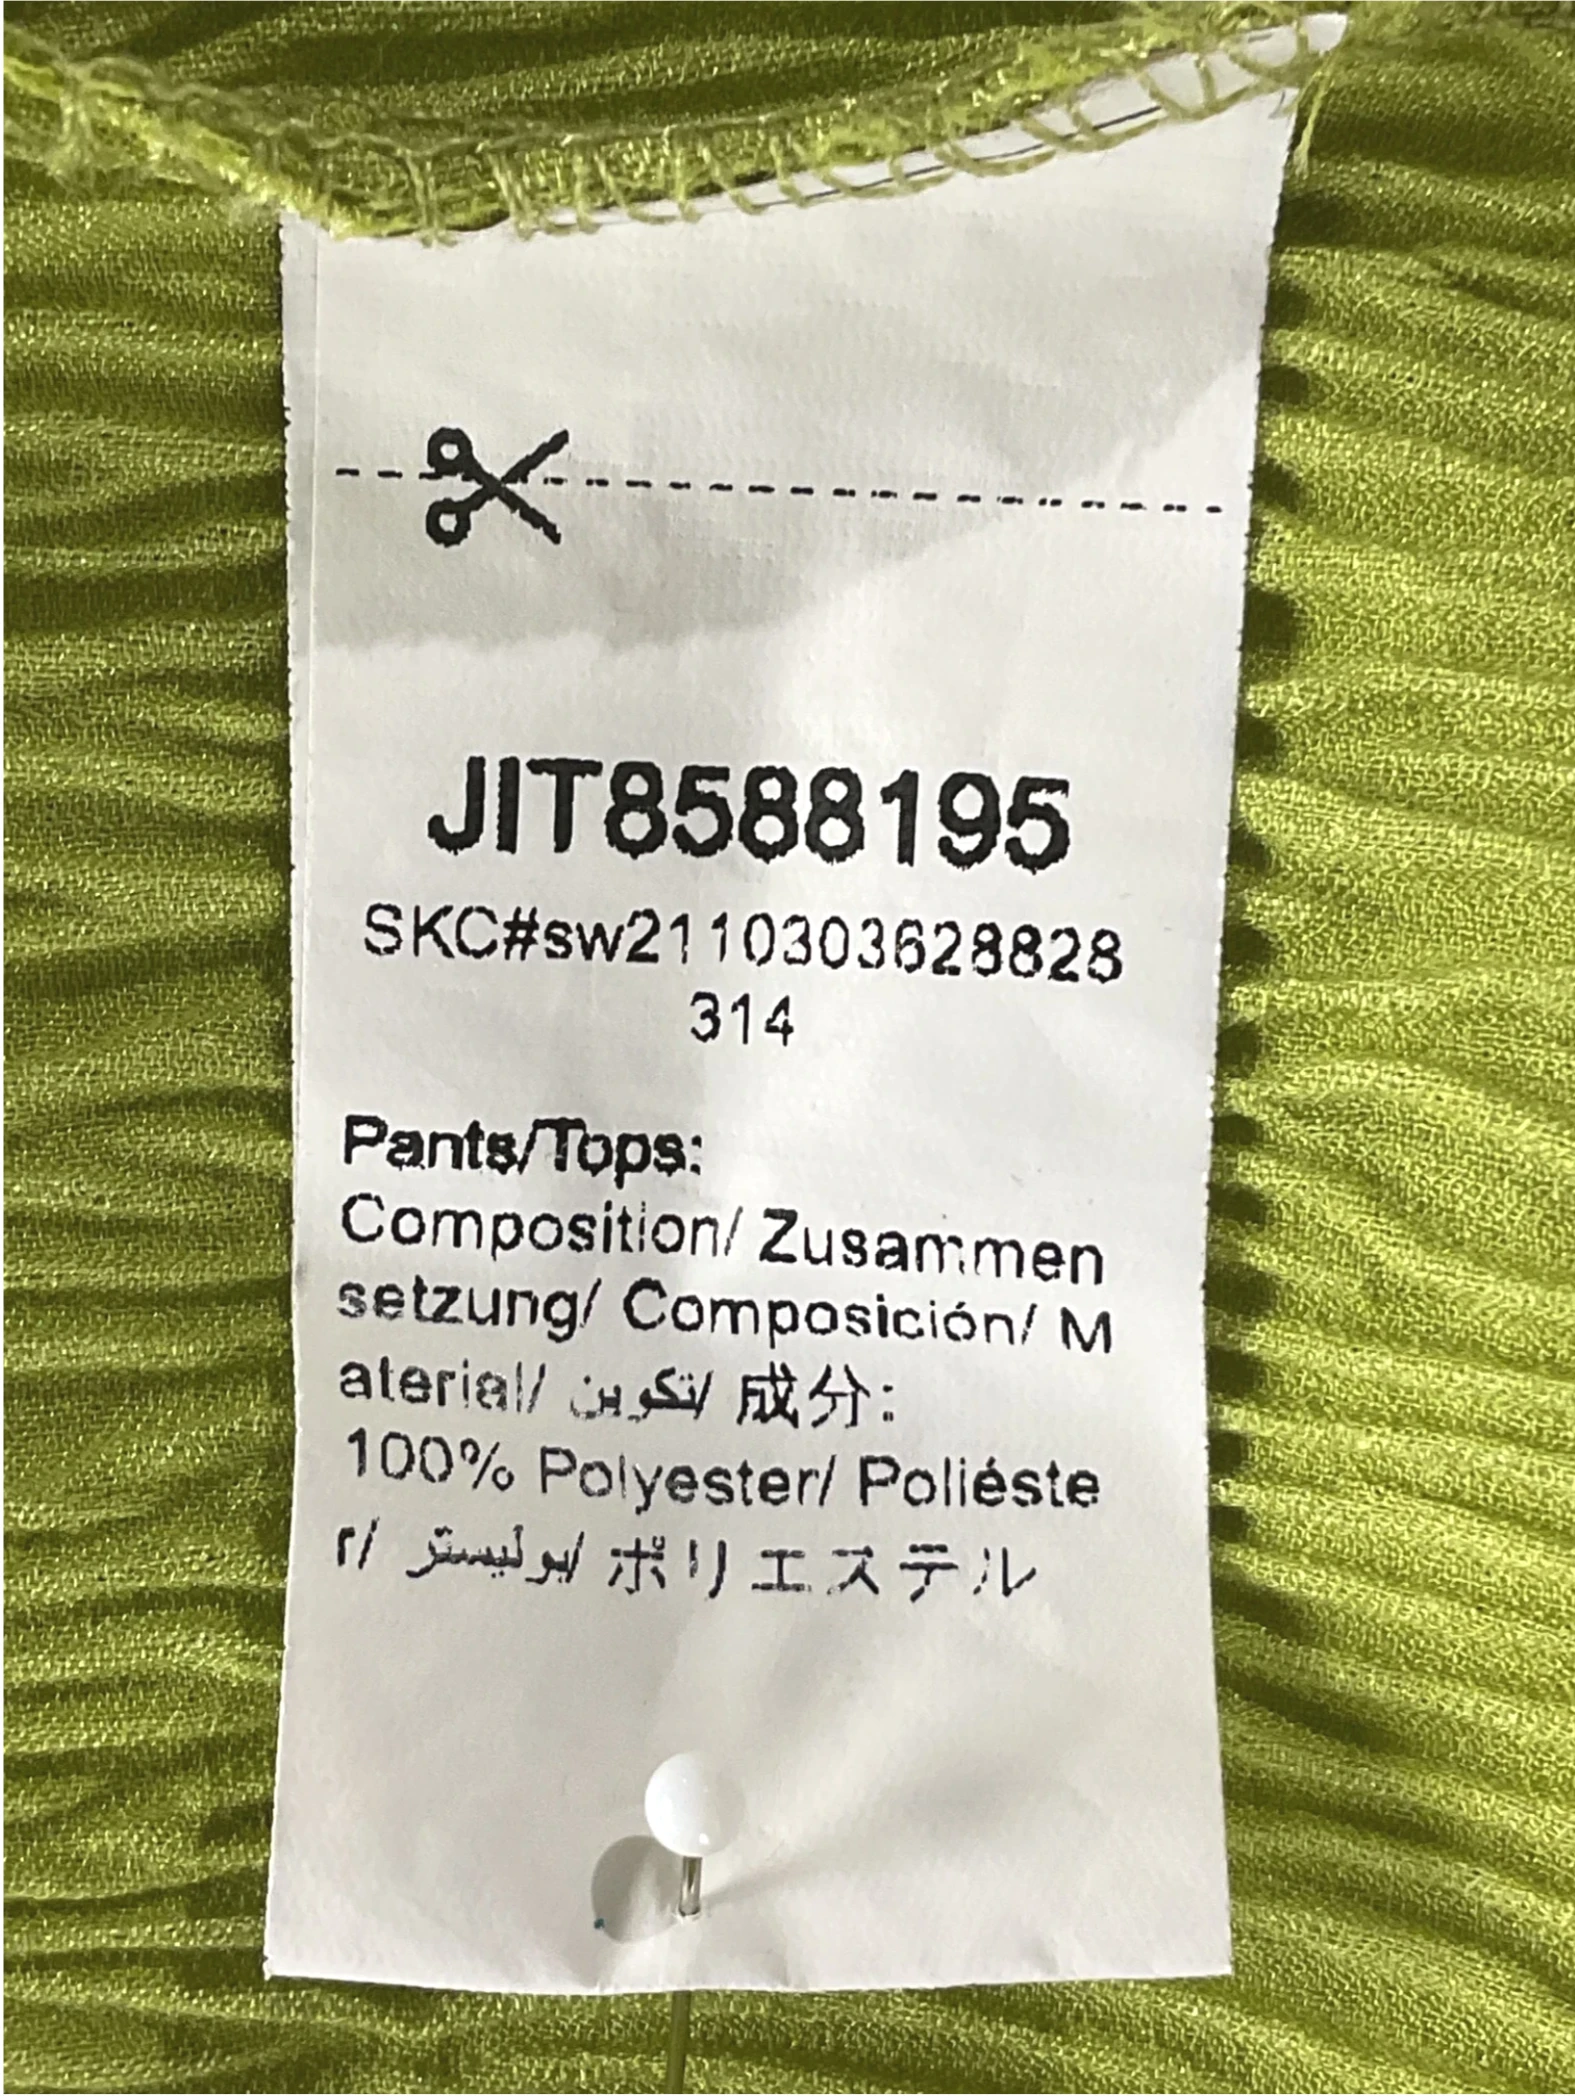 JIT8588195
SKC#sw2110303628828
314
Pants/Tops:
Composition/ Zusammen
setzung/ Composición/ M
aterial/ تكوين/ 成分:
100% Polyester/ Poliéste
r/ بوليستر/ ポリエステル